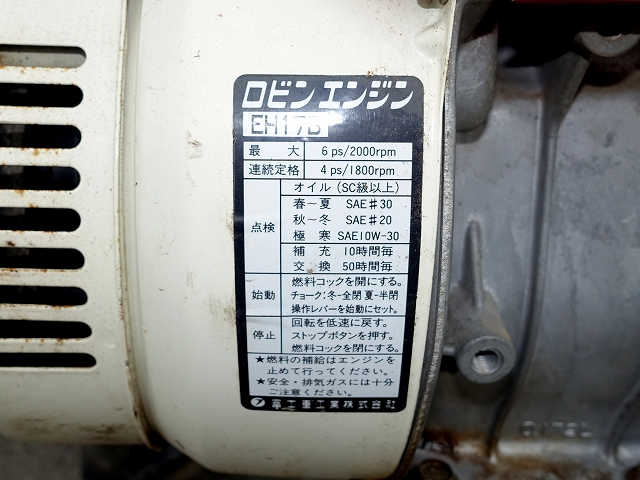 ロビン エンジン
EH17B
最大 6 ps/2000rpm
連続定格 4 ps/1800rpm
点検 オイル (SC級以上)
春〜夏 SAE♯30
秋〜冬 SAE♯20
極寒 SAE10W-30
補充 10時間毎
交換 50時間毎
始動 燃料コックを開にする。
チョーク:冬-全閉 夏-半閉
操作レバーを始動にセット。
停止 回転を低速に戻す。
ストップボタンを押す。
燃料コックを閉にする。
★燃料の補給はエンジンを
止めて行ってください。
★安全・排気ガスには十分
ご注意ください。
富士重工業株式会社